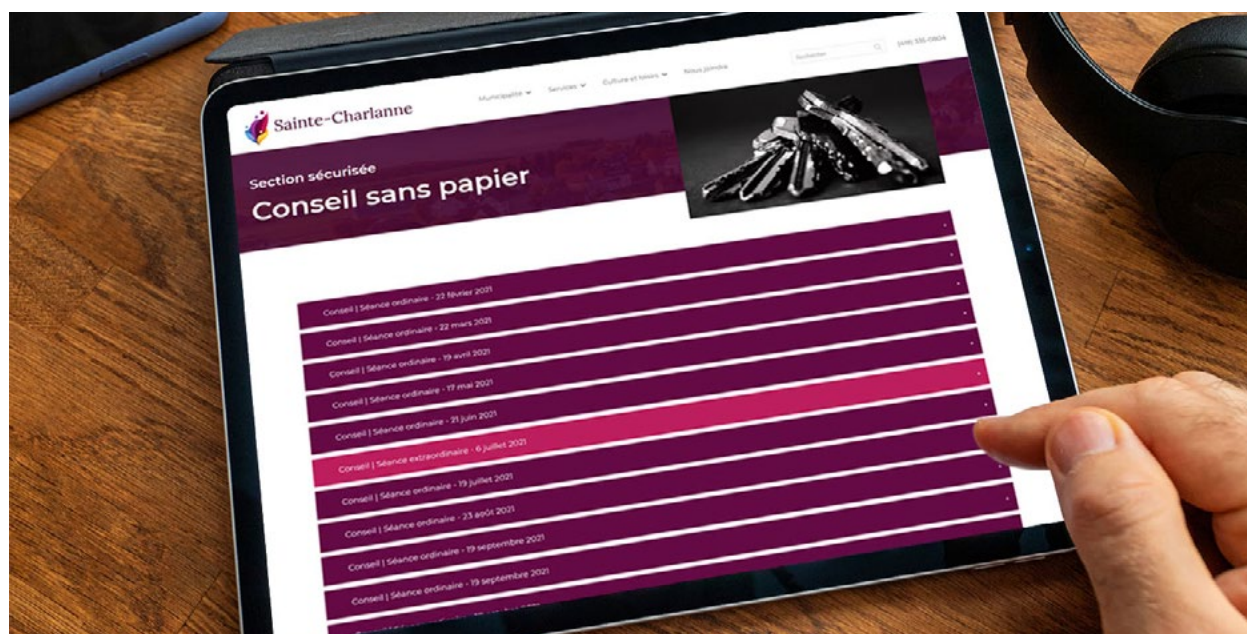 Sainte-Charlanne
Municipalité
Services
Culture et loisirs
Nous joindre
Rechercher
Section sécurisée
Conseil sans papier
Conseil | Séance ordinaire - 22 février 2021
Conseil | Séance ordinaire - 22 mars 2021
Conseil | Séance ordinaire - 19 avril 2021
Conseil | Séance ordinaire - 17 mai 2021
Conseil | Séance ordinaire - 21 juin 2021
Conseil | Séance extraordinaire - 6 juillet 2021
Conseil | Séance ordinaire - 19 juillet 2021
Conseil | Séance ordinaire - 23 août 2021
Conseil | Séance ordinaire - 19 septembre 2021
Conseil | Séance ordinaire - 19 septembre 2021